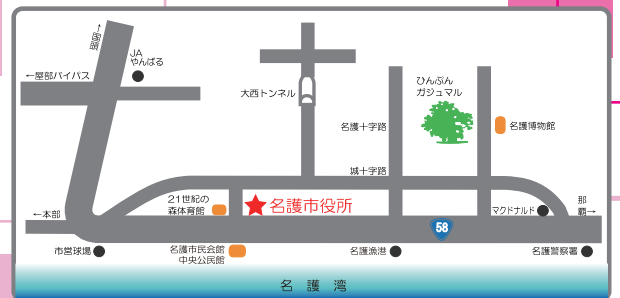 ←国頭
JA
やんばる
←屋部バイパス
大西トンネル
ひんぷん
ガジュマル
名護十字路
名護博物館
城十字路
21世紀の
森体育館
名護市役所
←本部
マクドナルド
那
覇→
58
市営球場
名護市民会館
中央公民館
名護漁港
名護警察署
名護湾